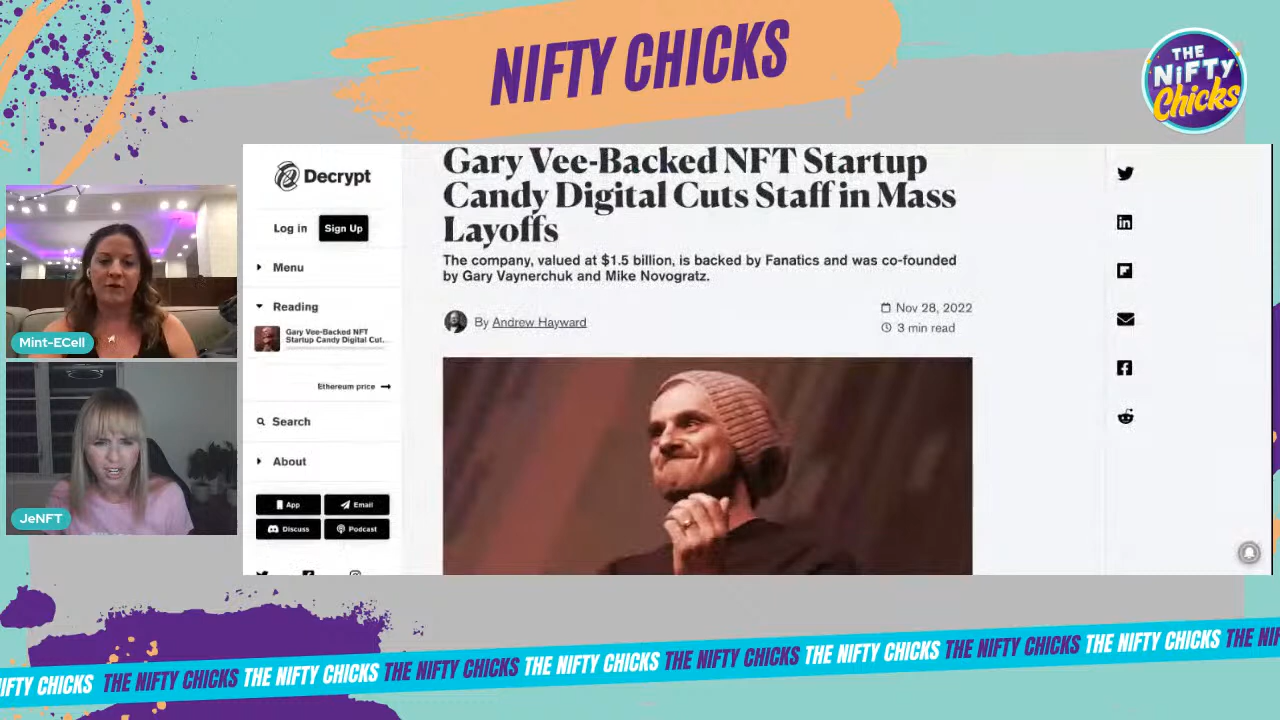 NIFTY CHICKS
THE
NiFTy
Chicks
Decrypt
Log in
Sign Up
Menu
Reading
Gary Vee-Backed NFT
Startup Candy Digital Cut...
Ethereum price →
Search
About
App
Email
Discuss
Podcast
Gary Vee-Backed NFT Startup
Candy Digital Cuts Staff in Mass
Layoffs
The company, valued at $1.5 billion, is backed by Fanatics and was co-founded
by Gary Vaynerchuk and Mike Novogratz.
By Andrew Hayward
Nov 28, 2022
3 min read
Mint-ECell
JeNFT
NIFTY CHICKS THE NIFTY CHICKS THE NIFTY CHICKS THE NIFTY CHICKS THE NIFTY CHICKS THE NIFTY CHICKS THE NIFTY CHICKS THE NIFTY CHICKS THE NIFTY CHICKS THE NIF